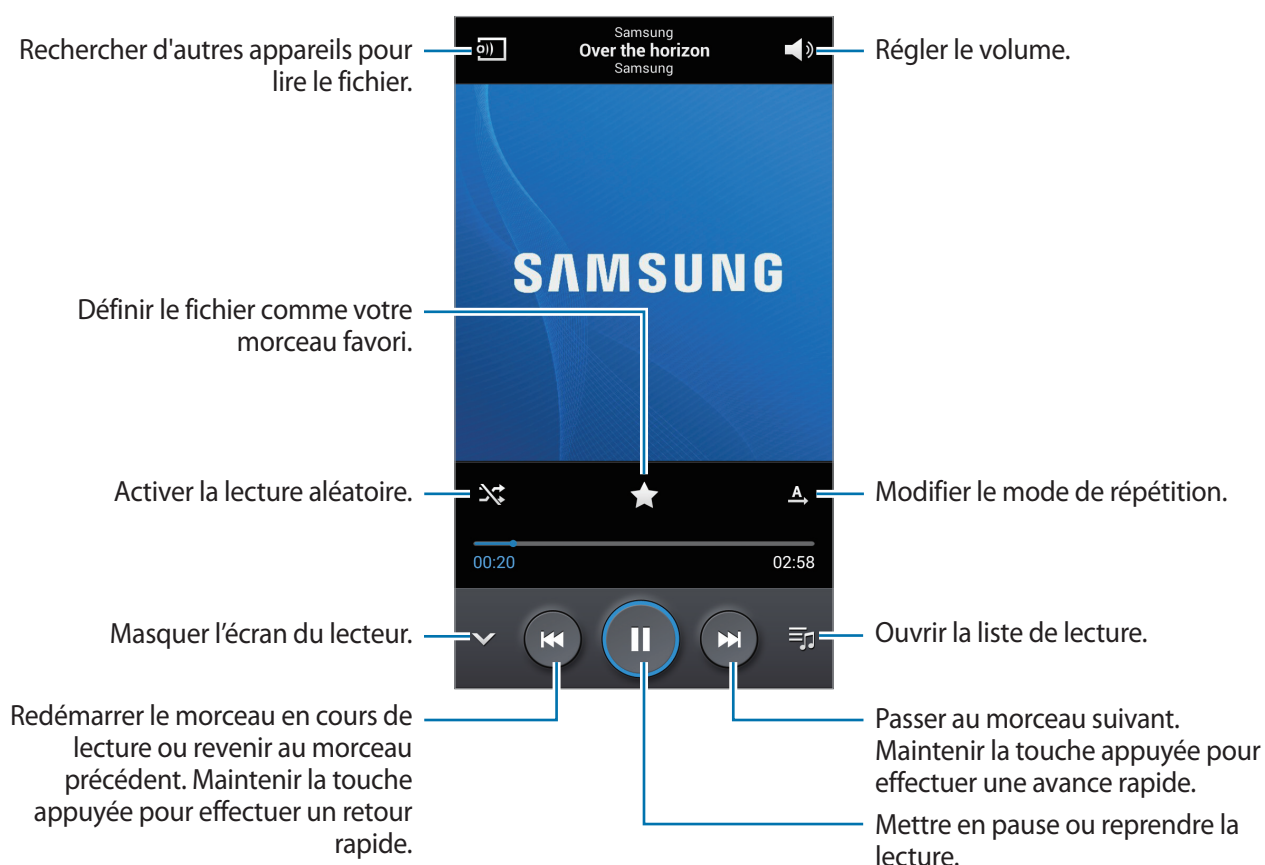 Samsung
Over the horizon
Samsung
Rechercher d'autres appareils pour
lire le fichier.
Régler le volume.
SAMSUNG
Définir le fichier comme votre
morceau favori.
Activer la lecture aléatoire.
A
Modifier le mode de répétition.
00:20
02:58
Masquer l’écran du lecteur.
Ouvrir la liste de lecture.
Redémarrer le morceau en cours de
lecture ou revenir au morceau
précédent. Maintenir la touche
appuyée pour effectuer un retour
rapide.
Passer au morceau suivant.
Maintenir la touche appuyée pour
effectuer une avance rapide.
Mettre en pause ou reprendre la
lecture.